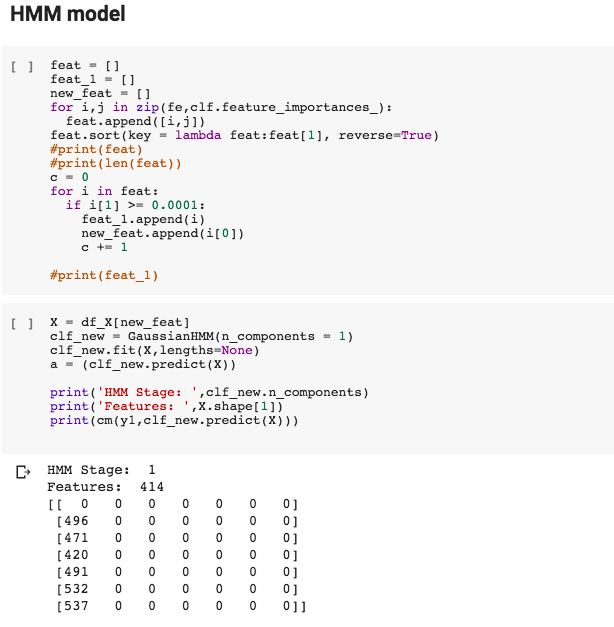 HMM model
[ ] feat = []
feat_1 = []
new_feat = []
for i,j in zip(fe,clf.feature_importances_):
  feat.append([i,j])
feat.sort(key = lambda feat:feat[1], reverse=True)
#print(feat)
#print(len(feat))
c = 0
for i in feat:
  if i[1] >= 0.0001:
    feat_1.append(i)
    new_feat.append(i[0])
    c += 1
#print(feat_1)
[ ] X = df_X[new_feat]
clf_new = GaussianHMM(n_components = 1)
clf_new.fit(X,lengths=None)
a = (clf_new.predict(X))
print('HMM Stage: ',clf_new.n_components)
print('Features: ',X.shape[1])
print(cm(y1,clf_new.predict(X)))
HMM Stage:  1
Features:  414
[[  0   0   0   0   0   0   0]
 [496   0   0   0   0   0   0]
 [471   0   0   0   0   0   0]
 [420   0   0   0   0   0   0]
 [491   0   0   0   0   0   0]
 [532   0   0   0   0   0   0]
 [537   0   0   0   0   0   0]]